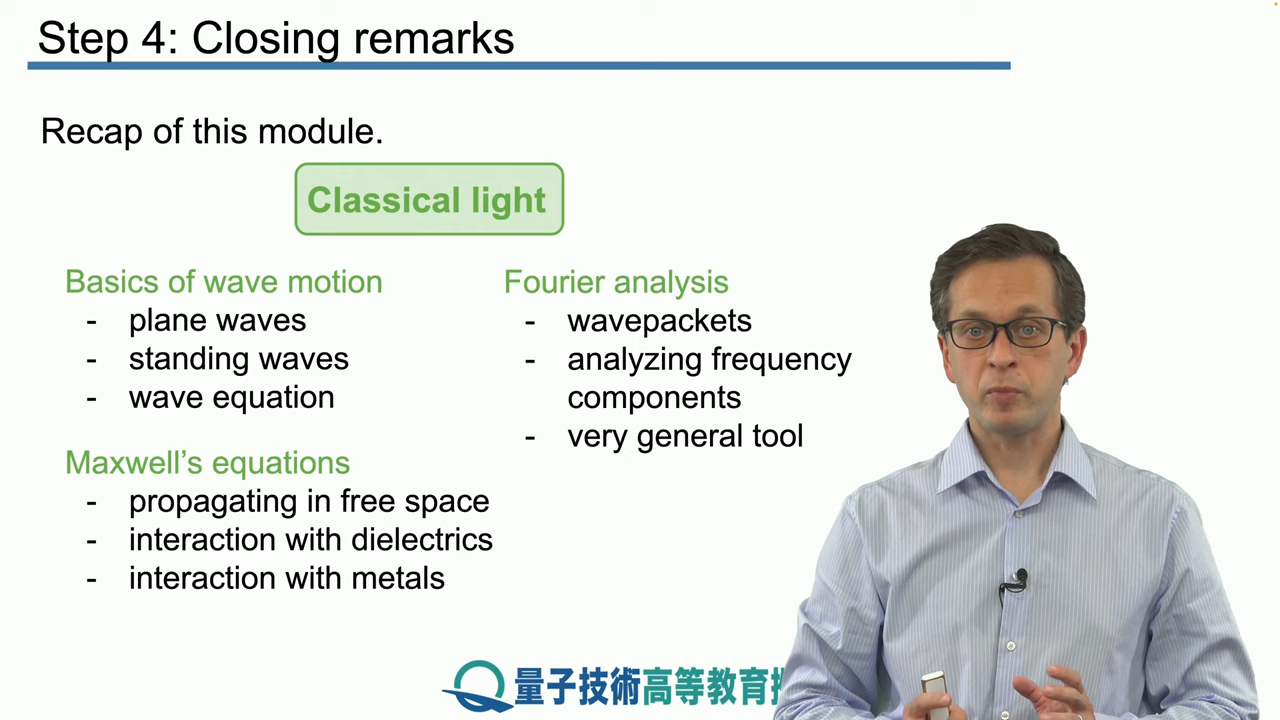 Step 4: Closing remarks
Recap of this module.
Classical light
Basics of wave motion
- plane waves
- standing waves
- wave equation
Maxwell’s equations
- propagating in free space
- interaction with dielectrics
- interaction with metals
Fourier analysis
- wavepackets
- analyzing frequency
components
- very general tool
量子技術高等教育